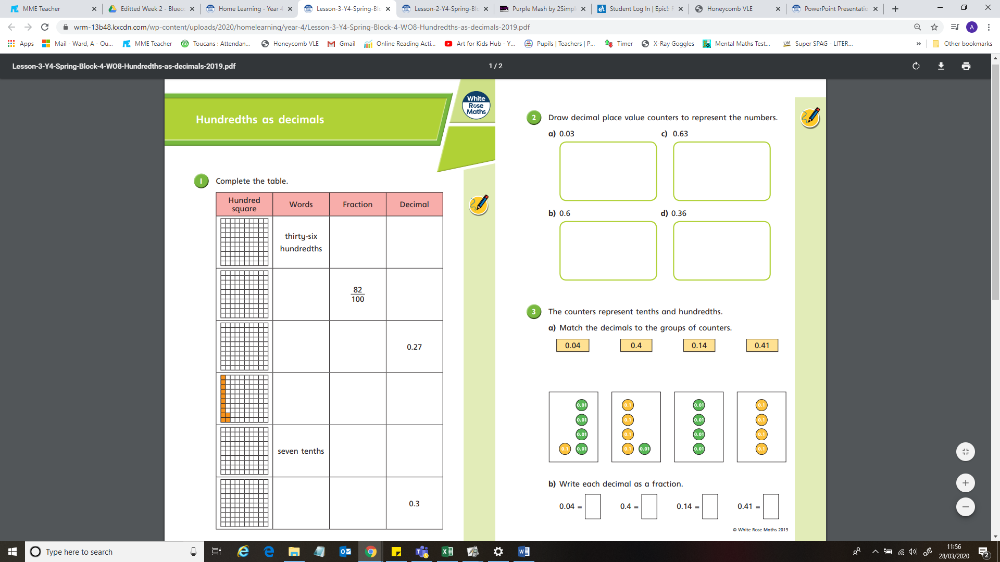 MME Teacher
Editted Week 2 - Bluecc
Home Learning - Year 4
Lesson-3-Y4-Spring-Blo
Lesson-2-Y4-Spring-Blo
Purple Mash by 2Simpl
Student Log In | Epic!: F
Honeycomb VLE
PowerPoint Presentatio
wrm-13b48.kxcdn.com/wp-content/uploads/2020/homelearning/year-4/Lesson-3-Y4-Spring-Block-4-WO8-Hundredths-as-decimals-2019.pdf
A
Apps
Mail - Ward, A - Ou...
MME Teacher
Toucans : Attendan...
Honeycomb VLE
Gmail
Online Reading Acti...
Art for Kids Hub - Y...
Pupils | Teachers | P...
Timer
X-Ray Goggles
Mental Maths Test...
Super SPAG - LITER...
»
Other bookmarks
Lesson-3-Y4-Spring-Block-4-WO8-Hundredths-as-decimals-2019.pdf
1 / 2
Hundredths as decimals
White
Rose
Maths
1 Complete the table.
Hundred square Words Fraction Decimal
thirty-six
hundredths
82
100
0.27
seven tenths
0.3
2 Draw decimal place value counters to represent the numbers.
a) 0.03
c) 0.63
b) 0.6
d) 0.36
3 The counters represent tenths and hundredths.
a) Match the decimals to the groups of counters.
0.04 0.4 0.14 0.41
0.01 0.1 0.01 0.1
0.01 0.1 0.01 0.1
0.01 0.1 0.01 0.1
0.1 0.01 0.1 0.01 0.01 0.1
b) Write each decimal as a fraction.
0.04 = 0.4 = 0.14 = 0.41 =
© White Rose Maths 2019
Type here to search
11:56
28/03/2020
2